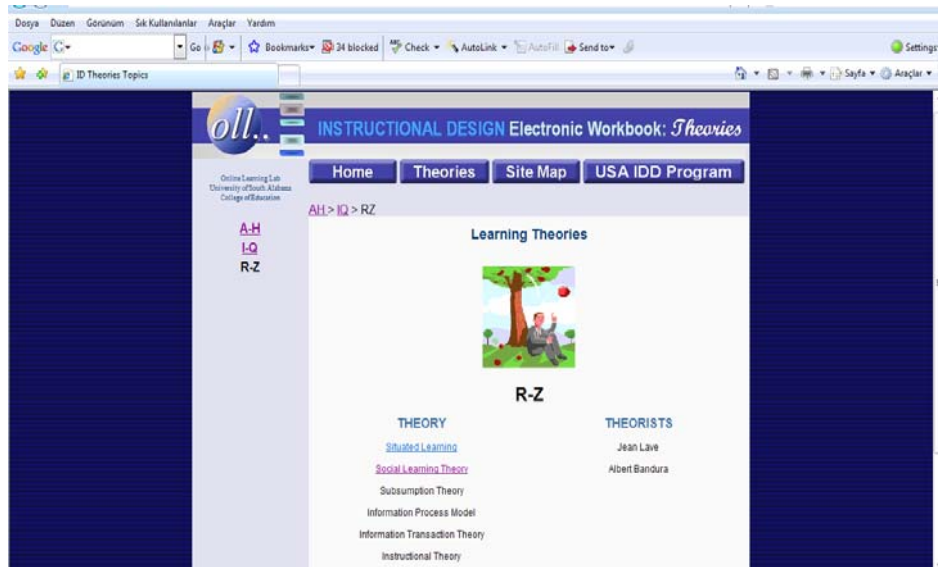 Dosya Düzen Görünüm Sık Kullanılanlar Araçlar Yardım
Google G Go Bookmarks 34 blocked Check AutoLink AutoFill Send to Settings
ID Theories Topics Sayfa Araçlar
oll..
INSTRUCTIONAL DESIGN Electronic Workbook: Theories
Home Theories Site Map USA IDD Program
Online Learning Lab
University of South Alabama
College of Education
AH > IQ > RZ
A-H
I-Q
R-Z
Learning Theories
R-Z
THEORY THEORISTS
Situated Learning Jean Lave
Social Learning Theory Albert Bandura
Subsumption Theory
Information Process Model
Information Transaction Theory
Instructional Theory